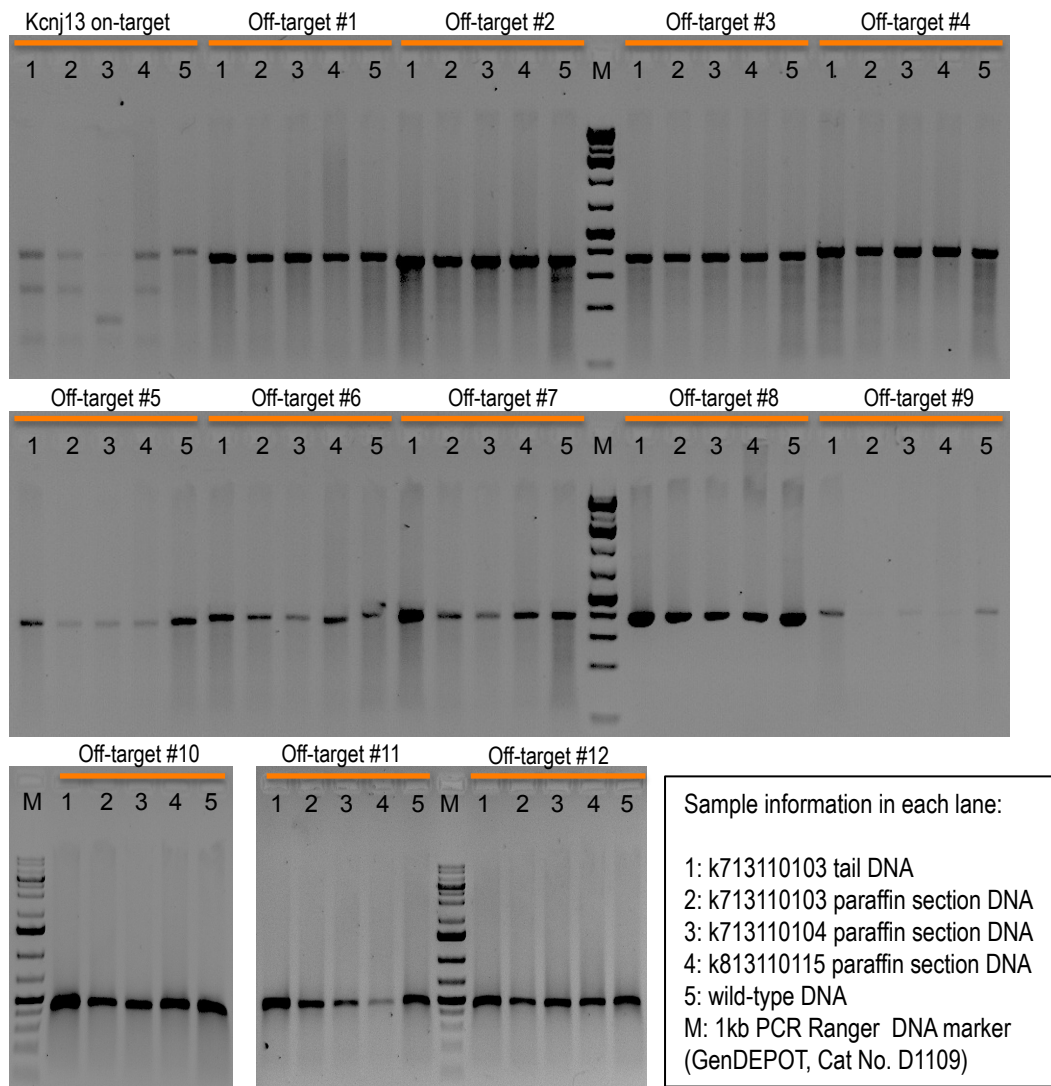 Kcnj13 on-target Off-target #1 Off-target #2 Off-target #3 Off-target #4
1 2 3 4 5 1 2 3 4 5 1 2 3 4 5 M 1 2 3 4 5 1 2 3 4 5
Off-target #5 Off-target #6 Off-target #7 Off-target #8 Off-target #9
1 2 3 4 5 1 2 3 4 5 1 2 3 4 5 M 1 2 3 4 5 1 2 3 4 5
Off-target #10 Off-target #11 Off-target #12
M 1 2 3 4 5 1 2 3 4 5 M 1 2 3 4 5
Sample information in each lane:
1: k713110103 tail DNA
2: k713110103 paraffin section DNA
3: k713110104 paraffin section DNA
4: k813110115 paraffin section DNA
5: wild-type DNA
M: 1kb PCR Ranger DNA marker
(GenDEPOT, Cat No. D1109)